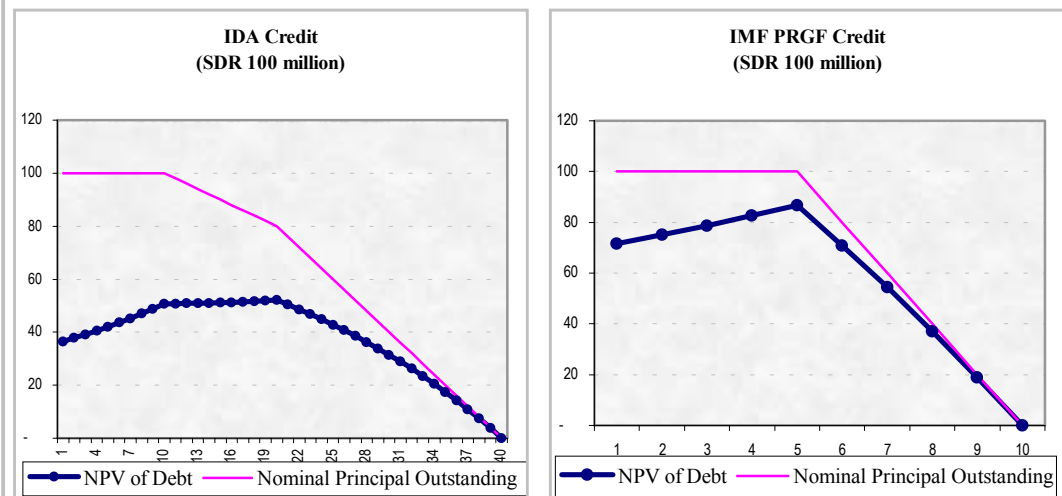 IDA Credit
(SDR 100 million)
120
100
80
60
40
20
-
1 4 7 10 13 16 19 22 25 28 31 34 37 40
NPV of Debt Nominal Principal Outstanding
IMF PRGF Credit
(SDR 100 million)
120
100
80
60
40
20
-
1 2 3 4 5 6 7 8 9 10
NPV of Debt Nominal Principal Outstanding